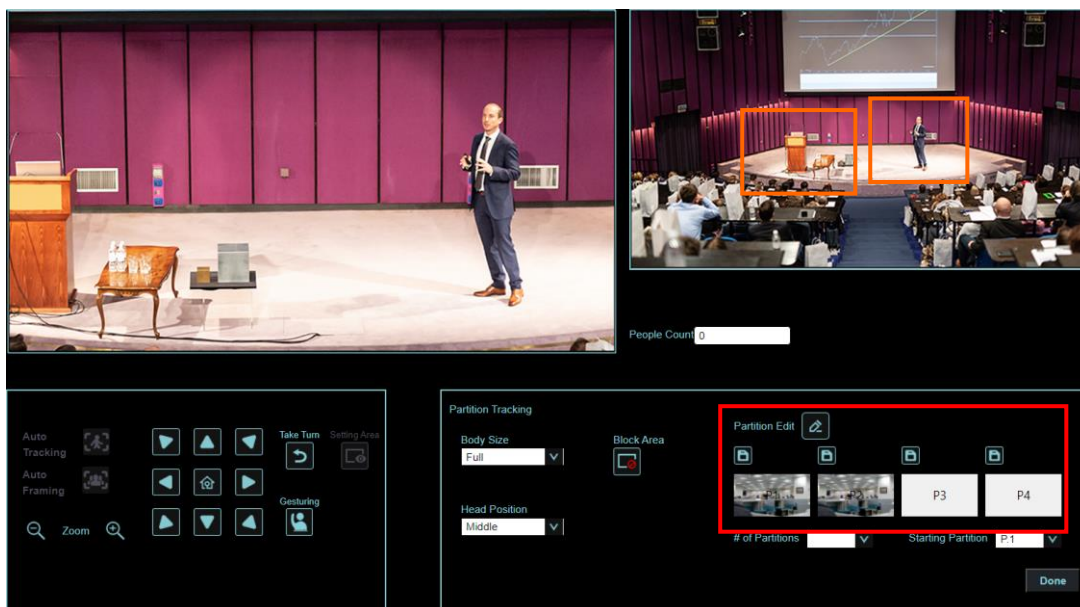 People Count 0
Auto
Tracking
Auto
Framing
Zoom
Take Turn
Setting Area
Gesturing
Partition Tracking
Body Size
Full
Block Area
Head Position
Middle
Partition Edit
P3
P4
# of Partitions
Starting Partition P.1
Done